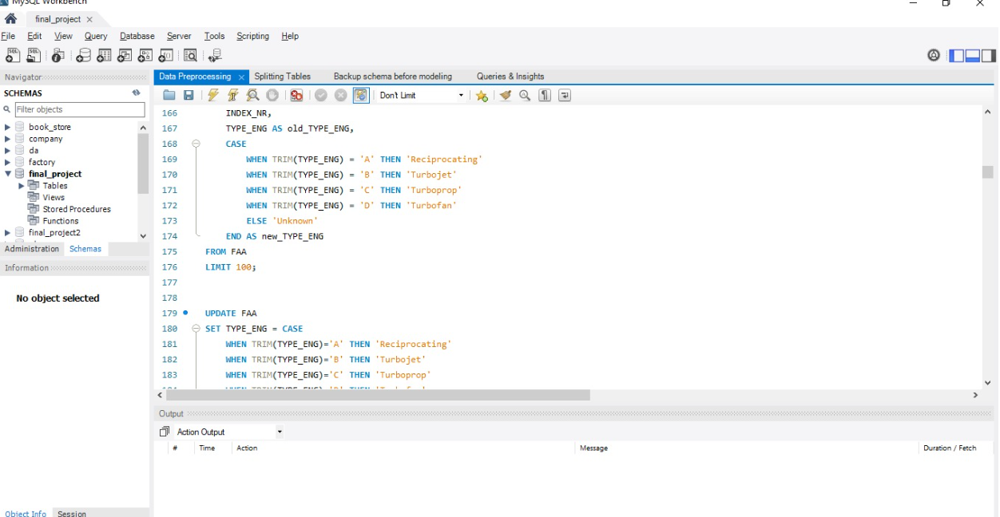 MySQL Workbench
final_project ×
File Edit View Query Database Server Tools Scripting Help
Navigator
SCHEMAS
Filter objects
book_store
company
da
factory
final_project
Tables
Views
Stored Procedures
Functions
final_project2
Administration Schemas
Information
No object selected
Object Info Session
Data Preprocessing × Splitting Tables Backup schema before modeling Queries & Insights
Don't Limit
166 INDEX_NR,
167 TYPE_ENG AS old_TYPE_ENG,
168 CASE
169 WHEN TRIM(TYPE_ENG) = 'A' THEN 'Reciprocating'
170 WHEN TRIM(TYPE_ENG) = 'B' THEN 'Turbojet'
171 WHEN TRIM(TYPE_ENG) = 'C' THEN 'Turboprop'
172 WHEN TRIM(TYPE_ENG) = 'D' THEN 'Turbofan'
173 ELSE 'Unknown'
174 END AS new_TYPE_ENG
175 FROM FAA
176 LIMIT 100;
177
178
179 UPDATE FAA
180 SET TYPE_ENG = CASE
181 WHEN TRIM(TYPE_ENG)='A' THEN 'Reciprocating'
182 WHEN TRIM(TYPE_ENG)='B' THEN 'Turbojet'
183 WHEN TRIM(TYPE_ENG)='C' THEN 'Turboprop'
Output
Action Output
# Time Action Message Duration / Fetch